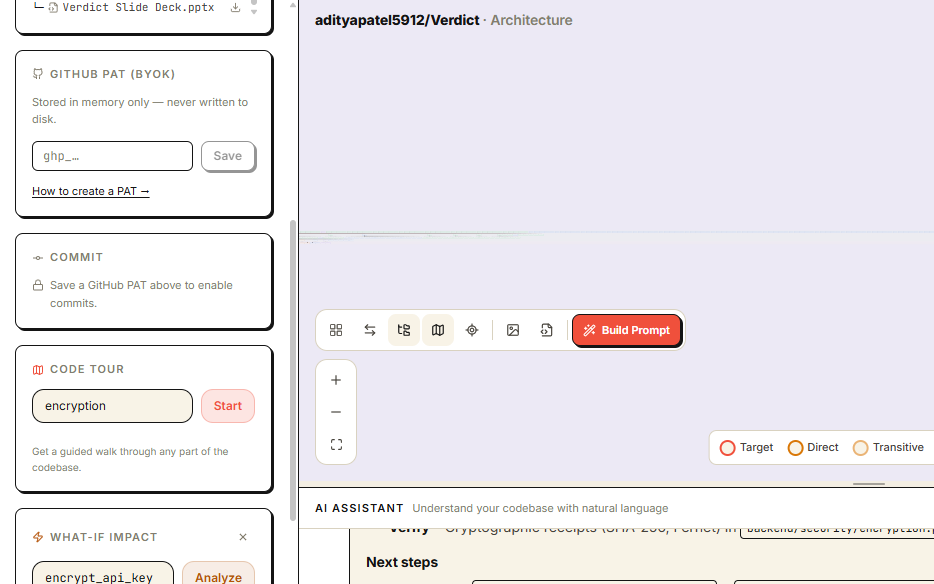 Verdict Slide Deck.pptx
adityapatel5912/Verdict · Architecture
GITHUB PAT (BYOK)
Stored in memory only — never written to
disk.
ghp_…
Save
How to create a PAT →
COMMIT
Save a GitHub PAT above to enable
commits.
CODE TOUR
encryption
Start
Get a guided walk through any part of the
codebase.
WHAT-IF IMPACT
encrypt_api_key
Analyze
Build Prompt
Target
Direct
Transitive
AI ASSISTANT
Understand your codebase with natural language
Verify - Cryptographic receipts (SHA-256, Fernet) in backend/security/encryption.
Next steps